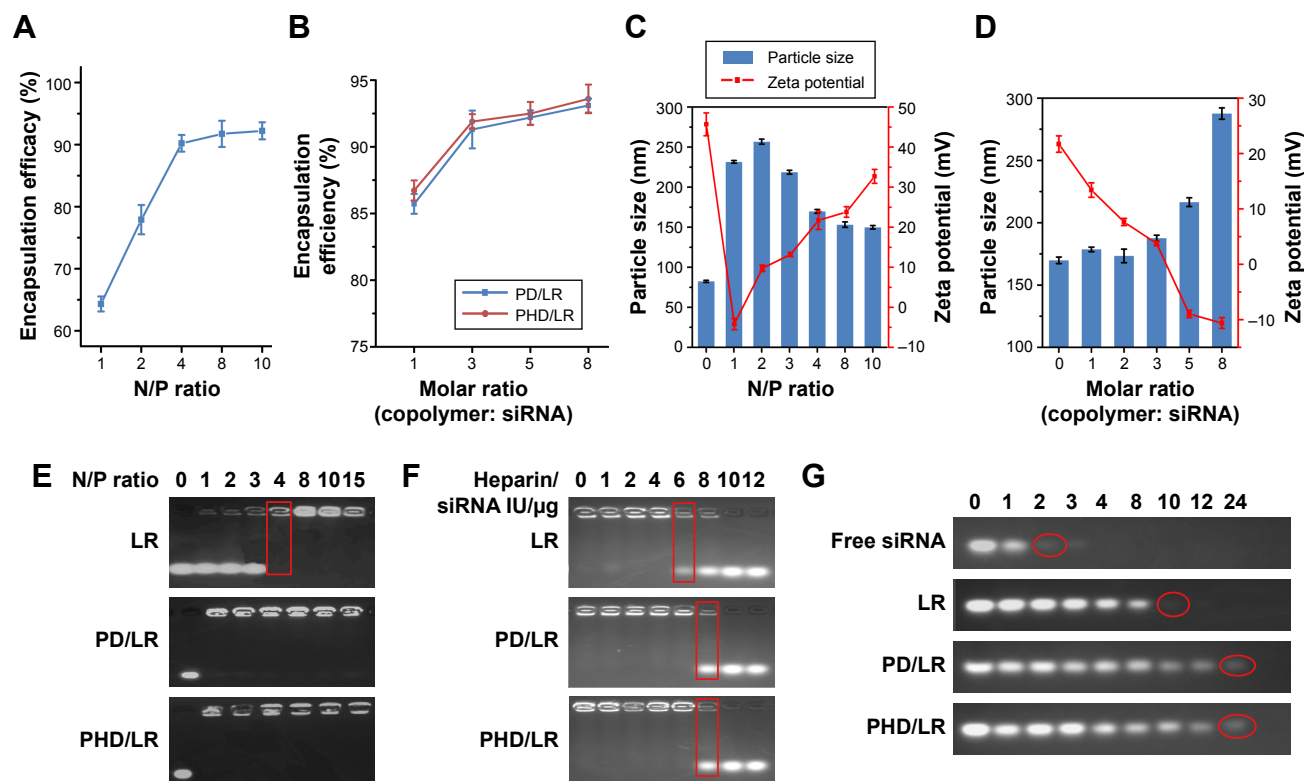 A
Encapsulation efficacy (%)
100
90
80
70
60
1 2 4 8 10
N/P ratio
B
Encapsulation
efficiency (%)
95
90
85
83
75
PD/LR
PHD/LR
1 3 5 8
Molar ratio
(copolymer: siRNA)
C
Particle size
Zeta potential
Particle size (nm)
300
250
200
150
125
100
75
50
25
0
50
40
30
20
10
0
–10
Zeta potential (mV)
0 1 2 3 4 8 10
N/P ratio
D
Particle size (nm)
300
250
200
150
100
30
20
10
0
–10
Zeta potential (mV)
0 1 2 3 5 8
Molar ratio
(copolymer: siRNA)
E
N/P ratio 0 1 2 3 4 8 10 15
LR
PD/LR
PHD/LR
F
Heparin/ 0 1 2 4 6 8 10 12
siRNA IU/µg
LR
PD/LR
PHD/LR
G
0 1 2 3 4 8 10 12 24
Free siRNA
LR
PD/LR
PHD/LR